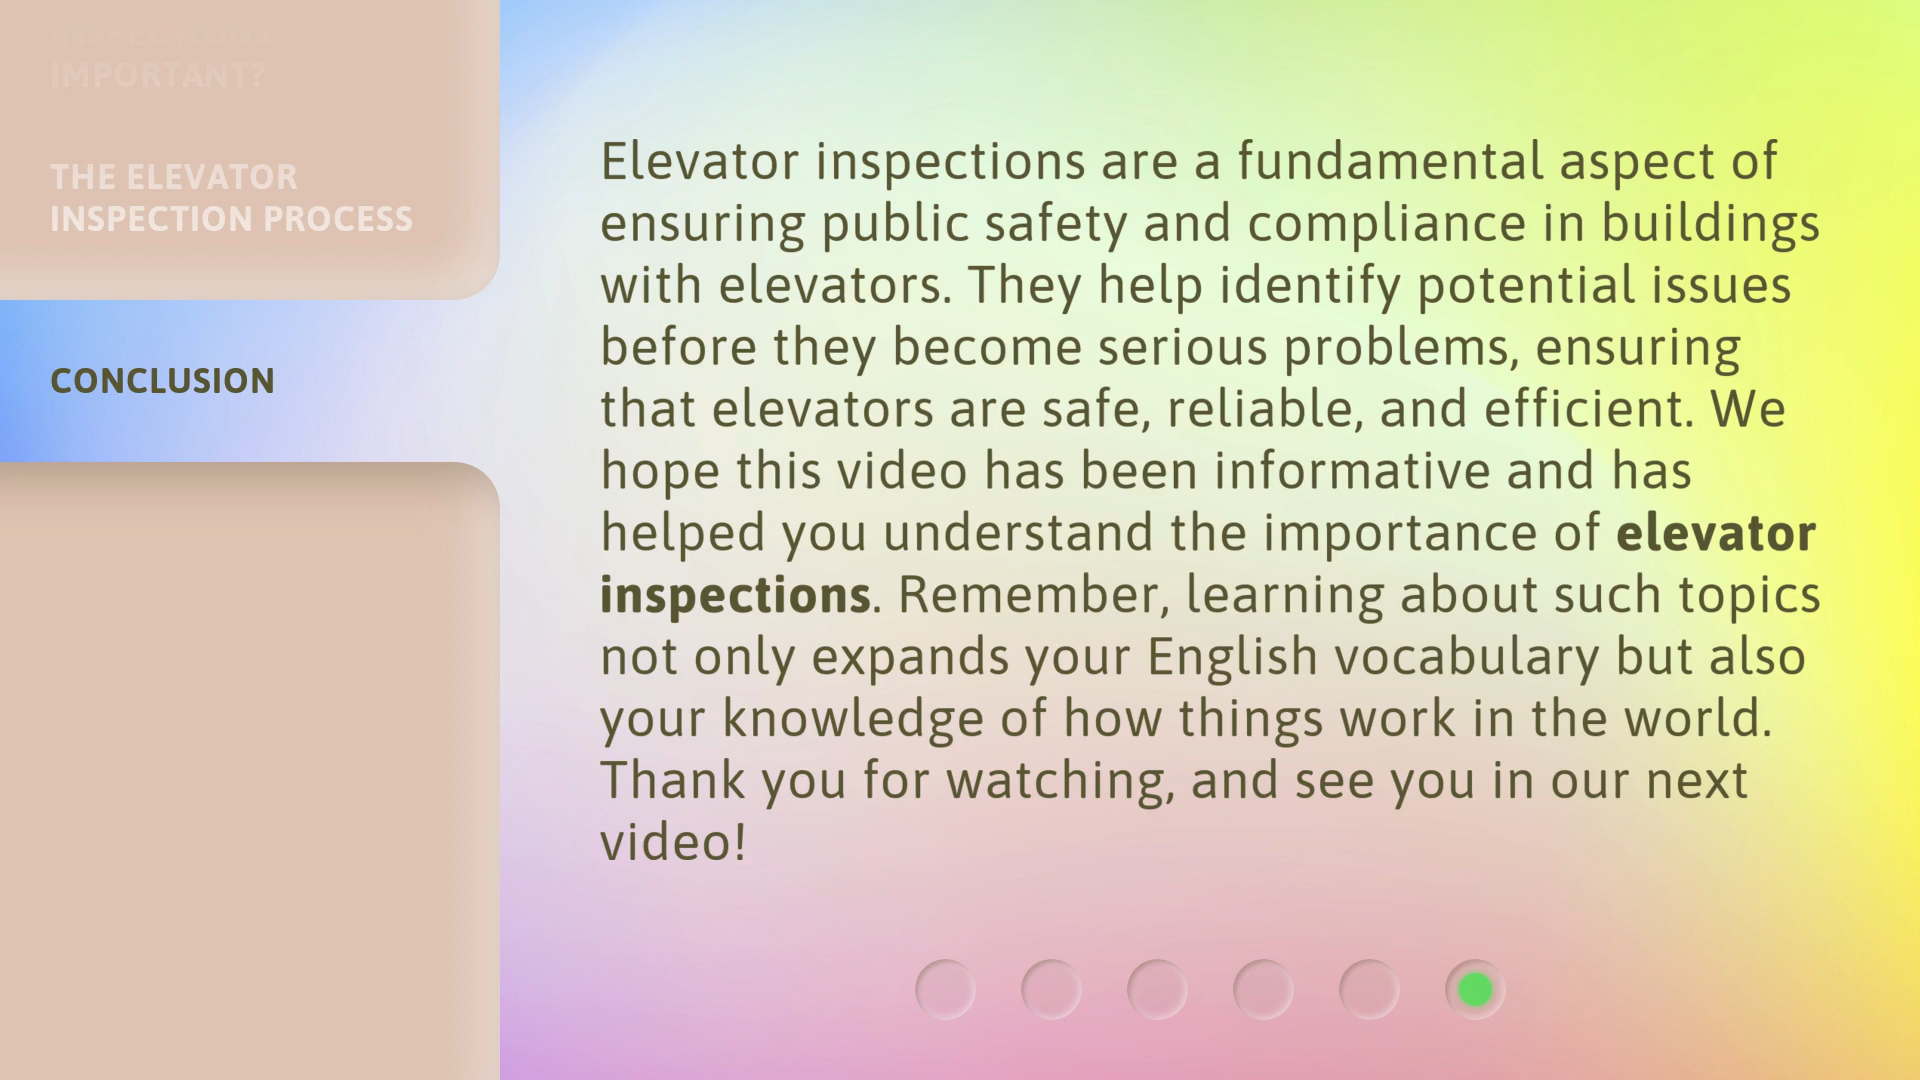 INSPECTIONS
IMPORTANT?
THE ELEVATOR
INSPECTION PROCESS
CONCLUSION
Elevator inspections are a fundamental aspect of
ensuring public safety and compliance in buildings
with elevators. They help identify potential issues
before they become serious problems, ensuring
that elevators are safe, reliable, and efficient. We
hope this video has been informative and has
helped you understand the importance of elevator
inspections. Remember, learning about such topics
not only expands your English vocabulary but also
your knowledge of how things work in the world.
Thank you for watching, and see you in our next
video!